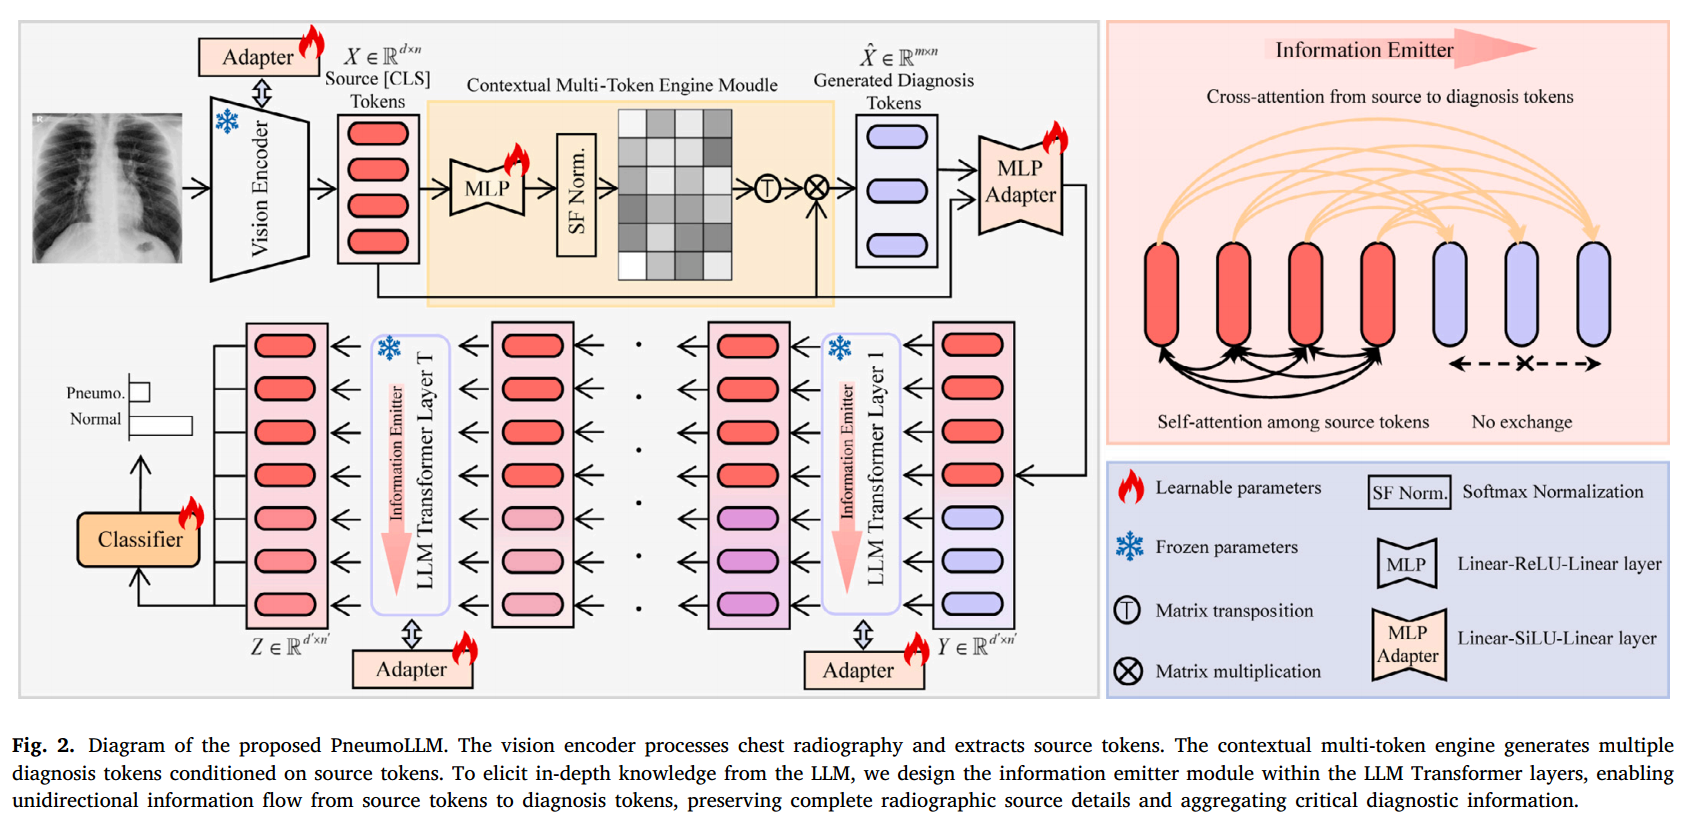 Adapter
X ∈ ℝ^{d×n}
Source [CLS]
Tokens
Contextual Multi-Token Engine Moudle
X̂ ∈ ℝ^{m×n}
Generated Diagnosis
Tokens
R
Vision Encoder
MLP
SF Norm.
T
MLP
Adapter
Pneumo.
Normal
Classifier
Information Emitter
LLM Transformer Layer T
Information Emitter
LLM Transformer Layer 1
Z ∈ ℝ^{d′×n′}
Adapter
Adapter
Y ∈ ℝ^{d′×n′}
Information Emitter
Cross-attention from source to diagnosis tokens
Self-attention among source tokens
No exchange
Learnable parameters
SF Norm.
Softmax Normalization
Frozen parameters
MLP
Linear-ReLU-Linear layer
T
Matrix transposition
MLP
Adapter
Linear-SiLU-Linear layer
Matrix multiplication
Fig. 2. Diagram of the proposed PneumoLLM. The vision encoder processes chest radiography and extracts source tokens. The contextual multi-token engine generates multiple
diagnosis tokens conditioned on source tokens. To elicit in-depth knowledge from the LLM, we design the information emitter module within the LLM Transformer layers, enabling
unidirectional information flow from source tokens to diagnosis tokens, preserving complete radiographic source details and aggregating critical diagnostic information.